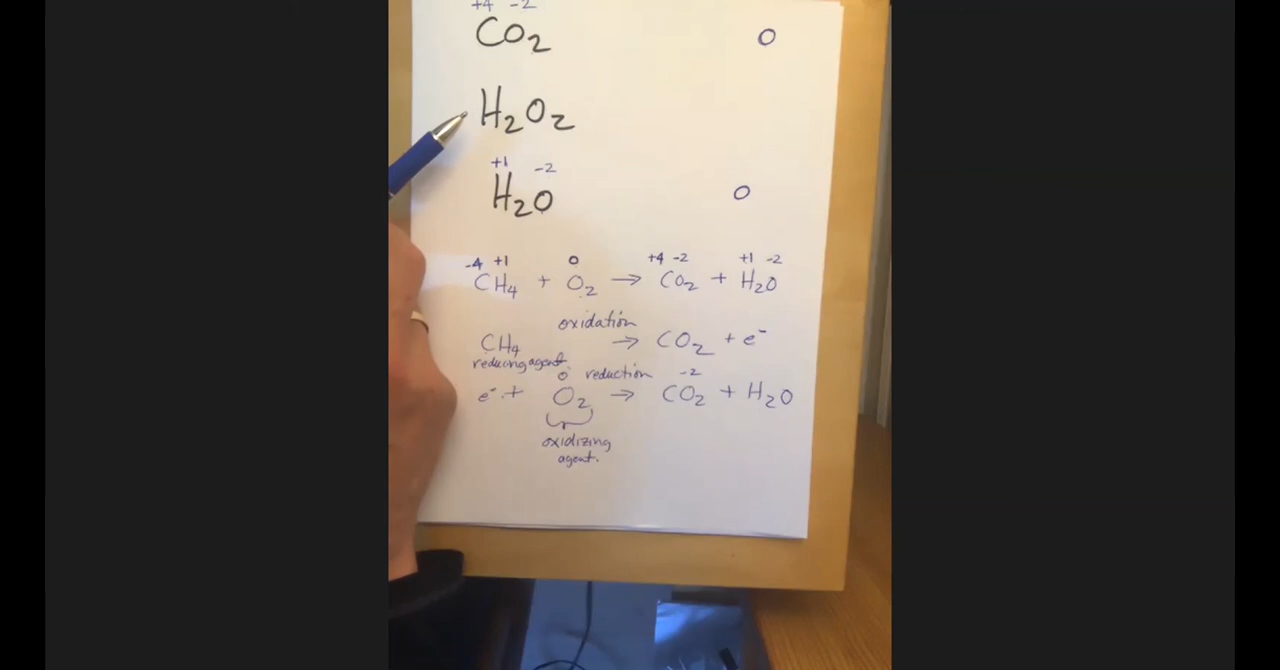 +4 -2
CO2 0
H2O2
+1 -2
H2O 0
-4 +1 0 +4 -2 +1 -2
CH4 + O2 → CO2 + H2O
oxidation
CH4 → CO2 + e-
reducing agent
0 reduction -2
e- + O2 → CO2 + H2O
oxidizing
agent.